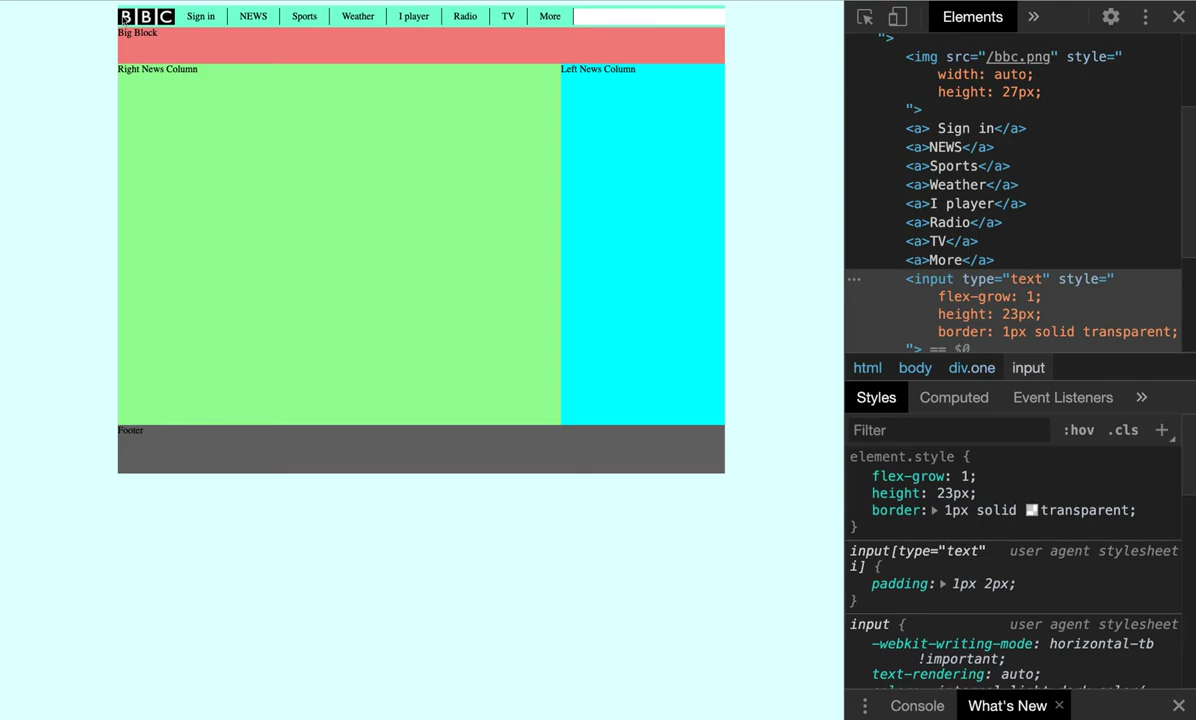 BBC Sign in NEWS Sports Weather I player Radio TV More
Big Block
Right News Column Left News Column
Footer
Elements »
">
<img src="/bbc.png" style="
width: auto;
height: 27px;
">
<a> Sign in</a>
<a>NEWS</a>
<a>Sports</a>
<a>Weather</a>
<a>I player</a>
<a>Radio</a>
<a>TV</a>
<a>More</a>
<input type="text" style="
flex-grow: 1;
height: 23px;
border: 1px solid transparent;
"> == $0
html body div.one input
Styles Computed Event Listeners »
Filter :hov .cls +
element.style {
flex-grow: 1;
height: 23px;
border: 1px solid transparent;
}
input[type="text" user agent stylesheet
i] {
padding: 1px 2px;
}
input { user agent stylesheet
-webkit-writing-mode: horizontal-tb
!important;
text-rendering: auto;
Console What's New ×